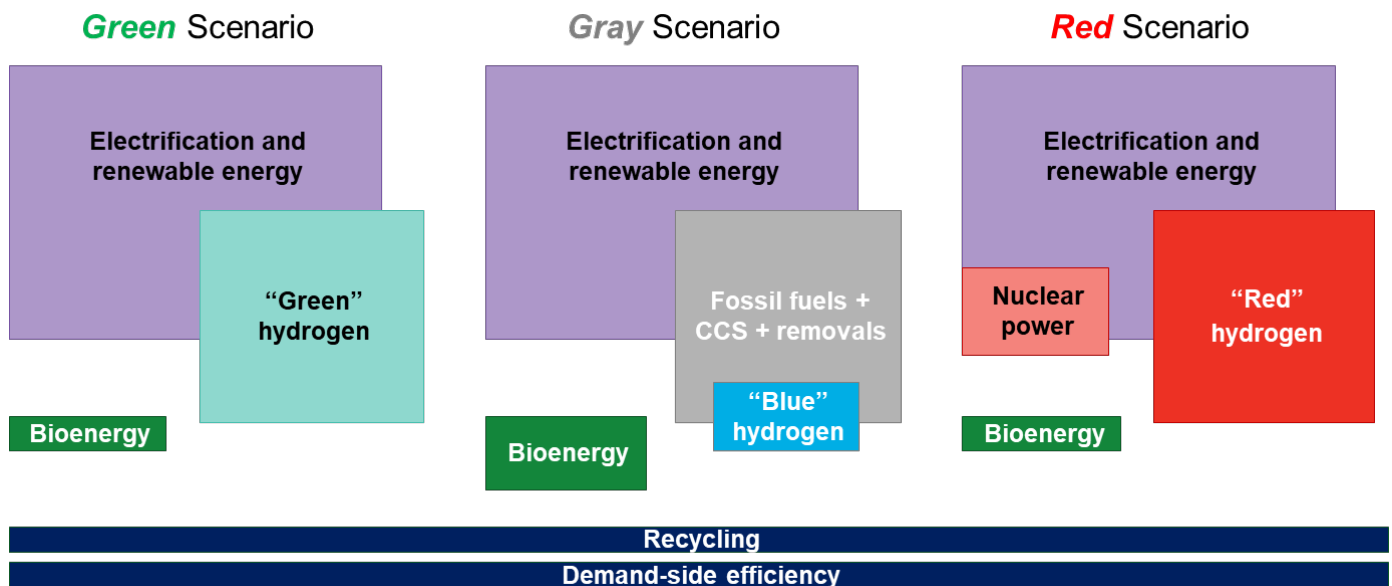 Green Scenario
Electrification and
renewable energy
“Green”
hydrogen
Bioenergy
Gray Scenario
Electrification and
renewable energy
Fossil fuels +
CCS + removals
“Blue”
hydrogen
Bioenergy
Red Scenario
Electrification and
renewable energy
Nuclear
power
“Red”
hydrogen
Bioenergy
Recycling
Demand-side efficiency